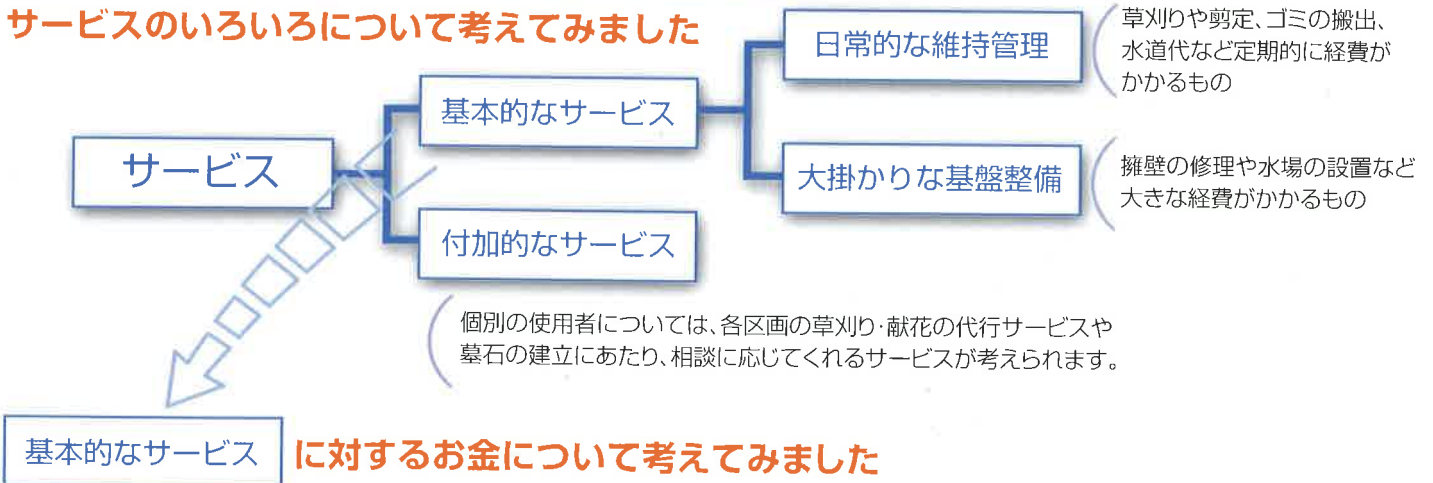 サービスのいろいろについて考えてみました
日常的な維持管理
草刈りや剪定、ゴミの搬出、
水道代など定期的に経費が
かかるもの
基本的なサービス
サービス
大掛かりな基盤整備
擁壁の修理や水場の設置など
大きな経費がかかるもの
付加的なサービス
個別の使用者については、各区画の草刈り・献花の代行サービスや
墓石の建立にあたり、相談に応じてくれるサービスが考えられます。
基本的なサービス に対するお金について考えてみました